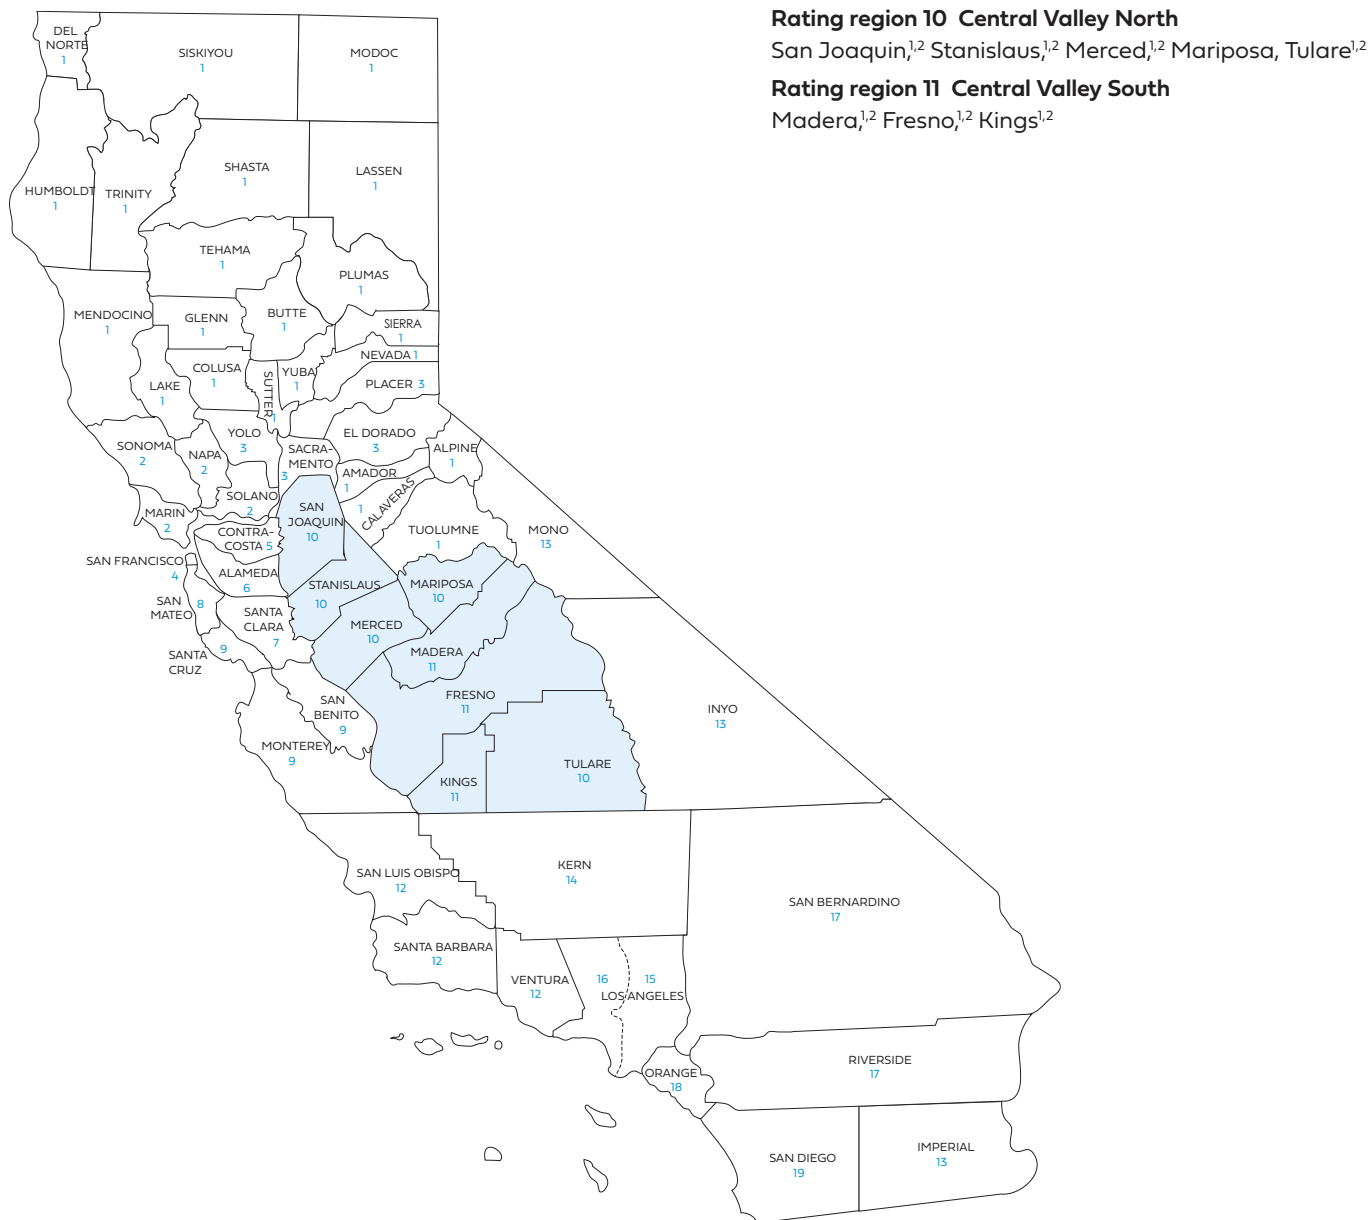 Rating region 10 Central Valley North
San Joaquin,1,2 Stanislaus,1,2 Merced,1,2 Mariposa, Tulare1,2
Rating region 11 Central Valley South
Madera,1,2 Fresno,1,2 Kings1,2
DEL
NORTE
1
SISKIYOU
1
MODOC
1
HUMBOLDT
1
TRINITY
1
SHASTA
1
LASSEN
1
TEHAMA
1
PLUMAS
1
MENDOCINO
1
GLENN
1
BUTTE
1
SIERRA
1
NEVADA 1
LAKE
1
COLUSA
1
SUTTER
1
YUBA
1
PLACER 3
SONOMA
2
NAPA
2
YOLO
3
SACRA-
MENTO
3
EL DORADO
3
ALPINE
1
AMADOR
1
CALAVERAS
1
SOLANO
2
MARIN
2
SAN
JOAQUIN
10
CONTRA-
COSTA 5
TUOLUMNE
1
MONO
13
SAN FRANCISCO
4
ALAMEDA
6
STANISLAUS
10
MARIPOSA
10
SAN
MATEO
8
SANTA
CLARA
7
MERCED
10
MADERA
11
SANTA
CRUZ
9
SAN
BENITO
9
FRESNO
11
INYO
13
MONTEREY
9
KINGS
11
TULARE
10
SAN LUIS OBISPO
12
KERN
14
SAN BERNARDINO
17
SANTA BARBARA
12
VENTURA
12
16
15
LOS ANGELES
ORANGE
18
RIVERSIDE
17
SAN DIEGO
19
IMPERIAL
13